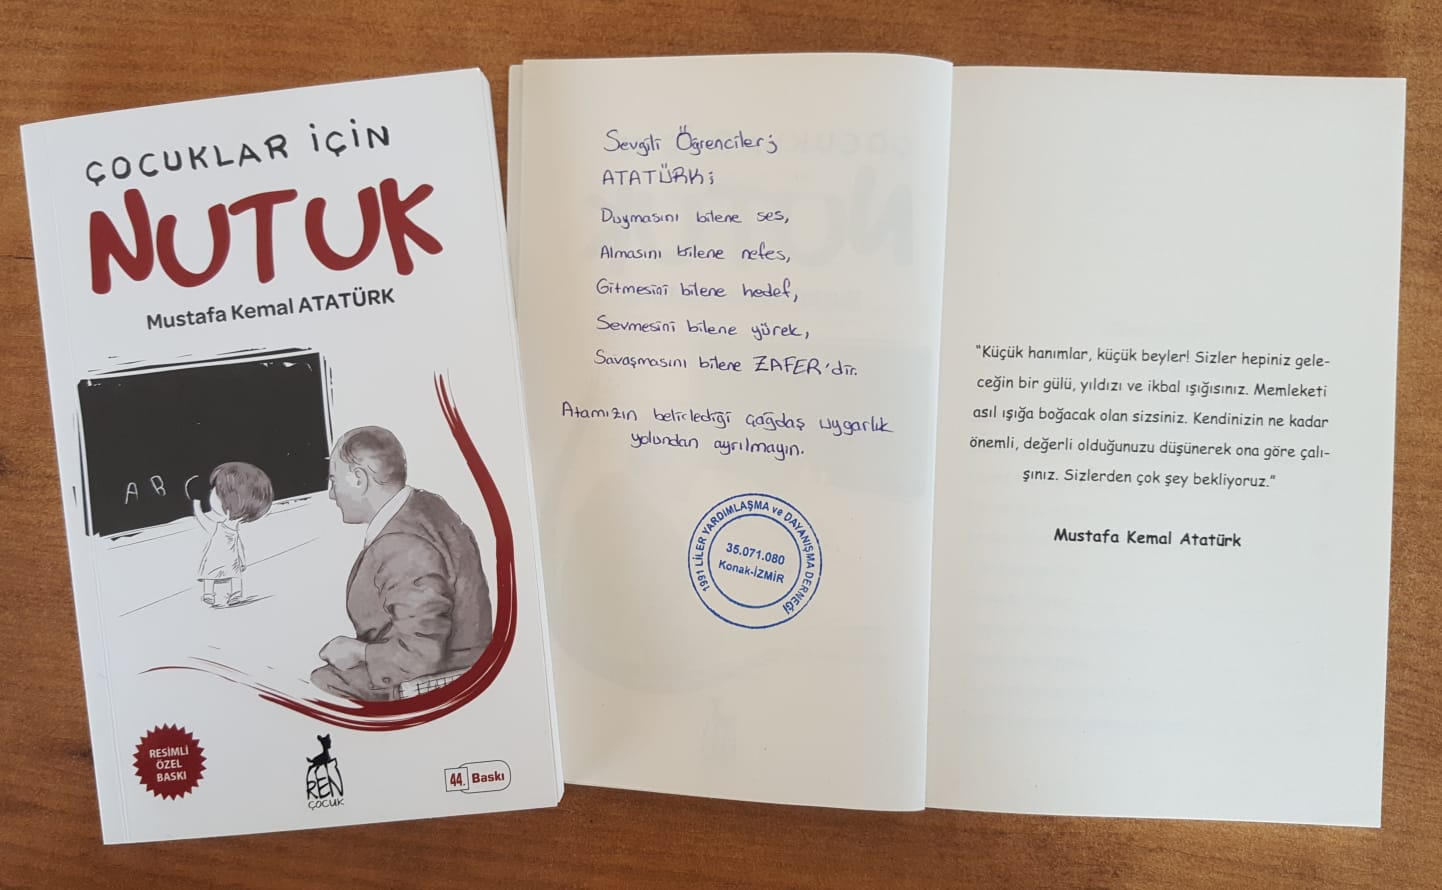 ÇOCUKLAR İÇİN
NUTUK
Mustafa Kemal ATATÜRK
A B C
RESİMLİ
ÖZEL
BASKI
REN
ÇOCUK
44. Baskı
Sevgili Öğrenciler;
ATATÜRK;
Duymasını bilene ses,
Almasını bilene nefes,
Gitmesini bilene hedef,
Sevmesini bilene yürek,
Savaşmasını bilene ZAFER'dir.
Atamızın belirlediği çağdaş uygarlık
yolundan ayrılmayın.
1991 LİLER YARDIMLAŞMA ve DAYANIŞMA DERNEĞİ
35.071.080
Konak-İZMİR
"Küçük hanımlar, küçük beyler! Sizler hepiniz gele-
ceğin bir gülü, yıldızı ve ikbal ışığısınız. Memleketi
asıl ışığa boğacak olan sizsiniz. Kendinizin ne kadar
önemli, değerli olduğunuzu düşünerek ona göre çalı-
şınız. Sizlerden çok şey bekliyoruz."
Mustafa Kemal Atatürk